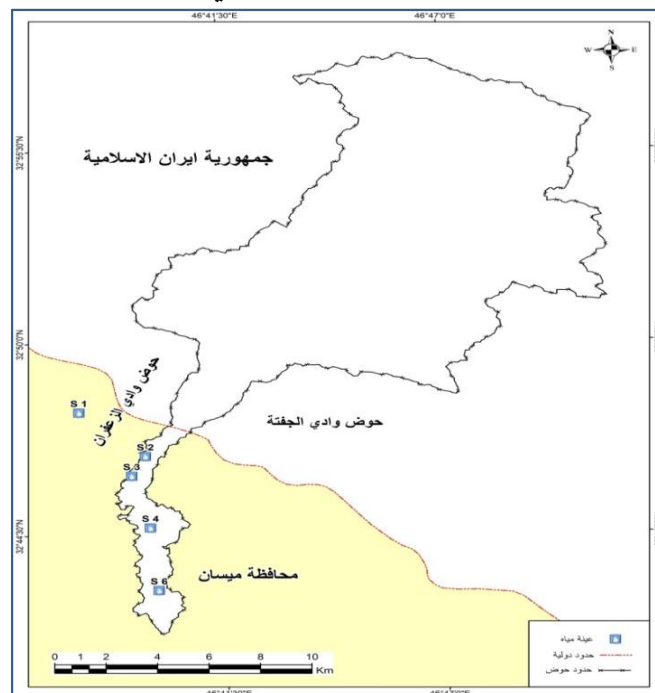 46°41'30"E 46°47'0"E
N
W E
S
32°55'30"N
جمهورية ايران الاسلامية
32°50'0"N
حوض وادي الزعفران
حوض وادي الجفتة
S 1
S 2
S 3
S 4
32°44'30"N
محافظة ميسان
S 6
عينة مياه
حدود دولية
حدود حوض
0 1 2 4 6 8 10
Km